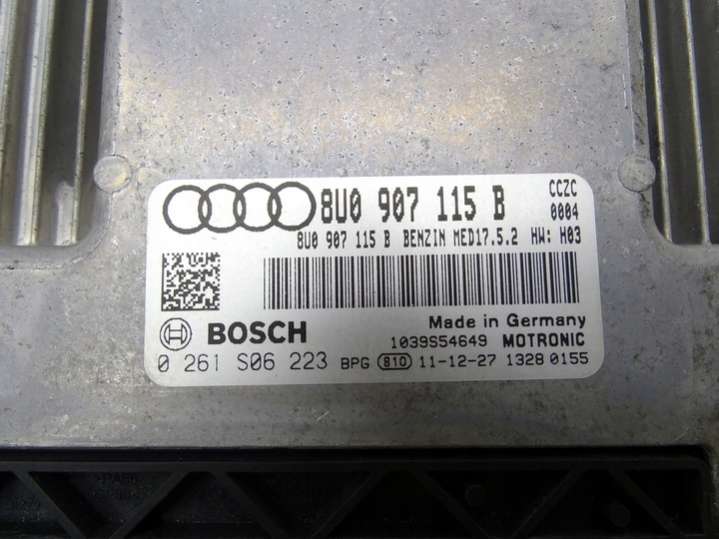 8U0 907 115 B CCZC 0004
8U0 907 115 B BENZIN MED17.5.2 HW: H03
Made in Germany
BOSCH 1039S54649 MOTRONIC
0 261 S06 223 BPG 810 11-12-27 1328 0155